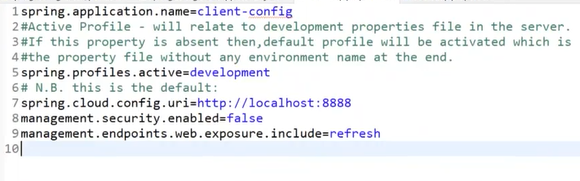 1 spring.application.name=client-config
2 #Active Profile - will relate to development properties file in the server.
3 #If this property is absent then,default profile will be activated which is
4 #the property file without any environment name at the end.
5 spring.profiles.active=development
6 # N.B. this is the default:
7 spring.cloud.config.uri=http://localhost:8888
8 management.security.enabled=false
9 management.endpoints.web.exposure.include=refresh
10